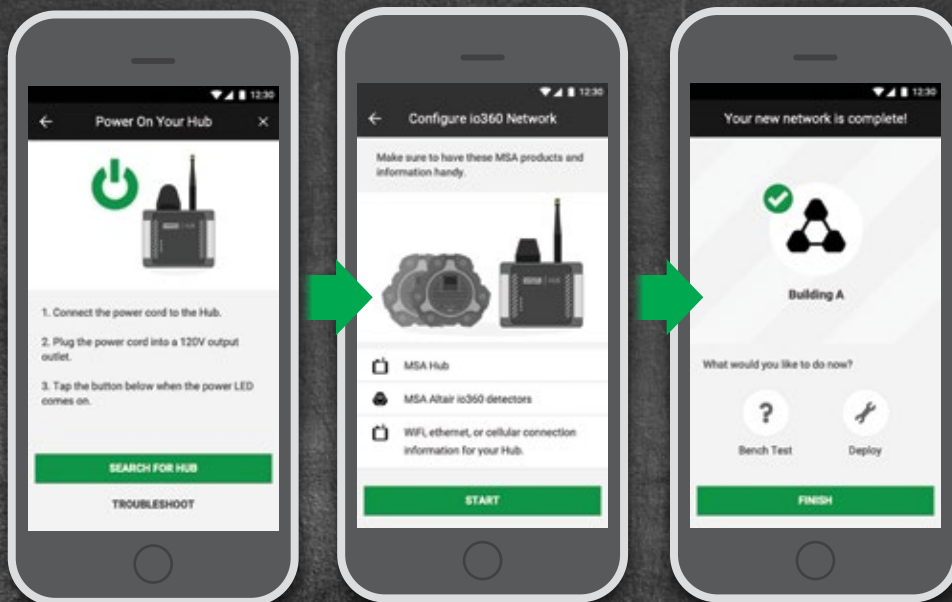 12:30
Power On Your Hub
1. Connect the power cord to the Hub.
2. Plug the power cord into a 120V output
outlet.
3. Tap the button below when the power LED
comes on.
SEARCH FOR HUB
TROUBLESHOOT
12:30
Configure io360 Network
Make sure to have these MSA products and
information handy.
MSA Hub
MSA Altair io360 detectors
WiFi, ethernet, or cellular connection
information for your Hub.
START
12:30
Your new network is complete!
Building A
What would you like to do now?
?
Bench Test
Deploy
FINISH